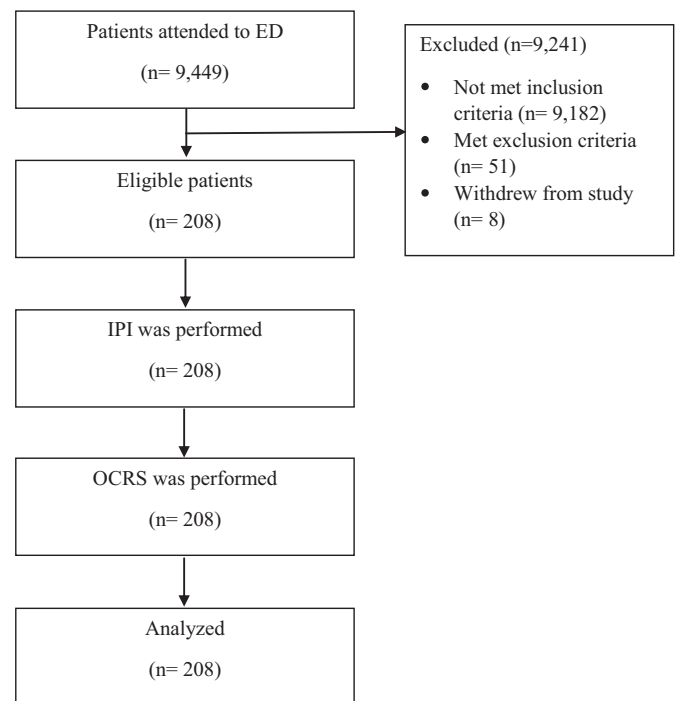 Patients attended to ED
(n= 9,449)
Excluded (n=9,241)
• Not met inclusion
criteria (n= 9,182)
• Met exclusion criteria
(n= 51)
• Withdrew from study
(n= 8)
Eligible patients
(n= 208)
IPI was performed
(n= 208)
OCRS was performed
(n= 208)
Analyzed
(n= 208)